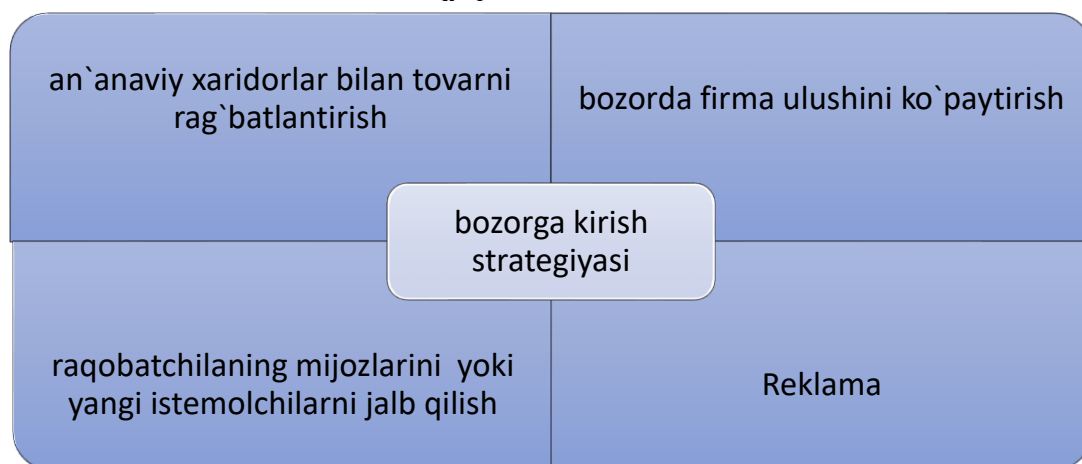 an`anaviy xaridorlar bilan tovarni
rag`batlantirish
bozorda firma ulushini ko`paytirish
bozorga kirish
strategiyasi
raqobatchilaning mijozlarini yoki
yangi istemolchilarni jalb qilish
Reklama